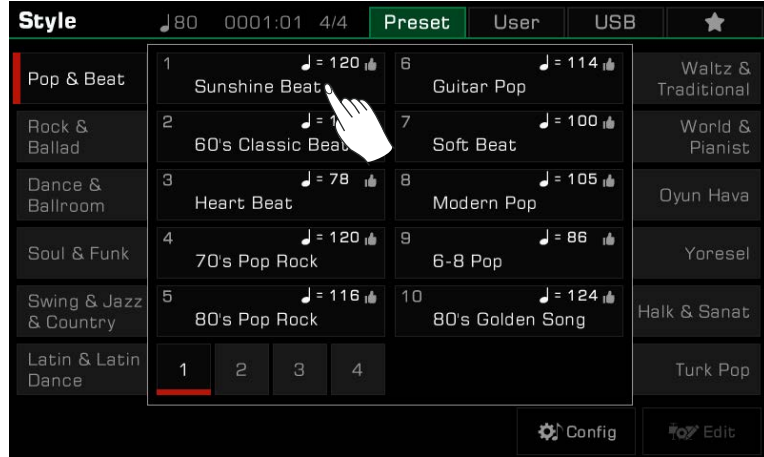 Style
♩80 0001:01 4/4
Preset User USB
Pop & Beat
Rock &
Ballad
Dance &
Ballroom
Soul & Funk
Swing & Jazz
& Country
Latin & Latin
Dance
1 ♩= 120
Sunshine Beat
2
60's Classic
3 ♩= 78
Heart Beat
4 ♩= 120
70's Pop Rock
5 ♩= 116
80's Pop Rock
6 ♩= 114
Guitar Pop
7 ♩= 100
Soft Beat
8 ♩= 105
Modern Pop
9 ♩= 86
6-8 Pop
10 ♩= 124
80's Golden Song
1 2 3 4
Waltz &
Traditional
World &
Pianist
Oyun Hava
Yoresel
Halk & Sanat
Turk Pop
Config Edit